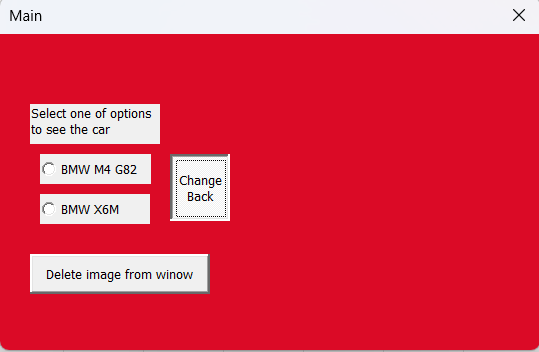 Main
Select one of options
to see the car
BMW M4 G82
BMW X6M
Change
Back
Delete image from winow